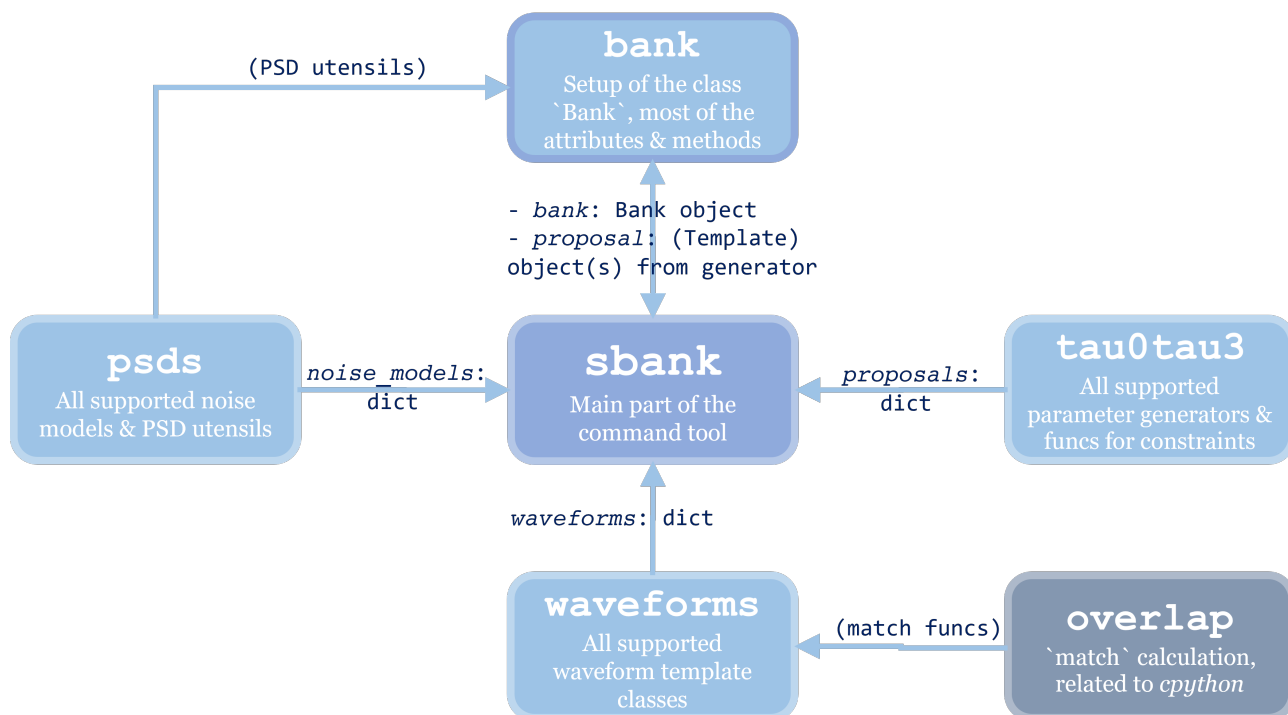 bank
Setup of the class
`Bank`, most of the
attributes & methods
(PSD utensils)
- bank: Bank object
- proposal: (Template)
object(s) from generator
psds
All supported noise
models & PSD utensils
noise_models:
dict
sbank
Main part of the
command tool
proposals:
dict
tau0tau3
All supported
parameter generators &
funcs for constraints
waveforms: dict
waveforms
All supported
waveform template
classes
(match funcs)
overlap
`match` calculation,
related to cpython